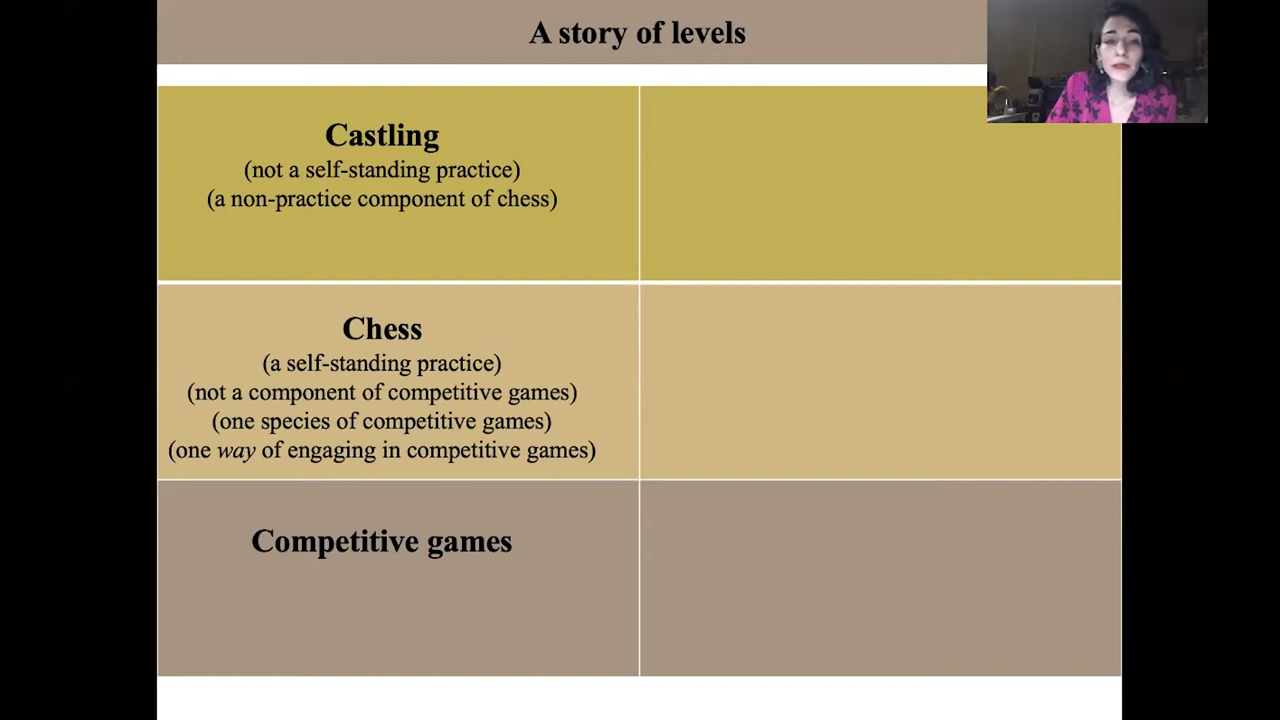 A story of levels
Castling
(not a self-standing practice)
(a non-practice component of chess)
Chess
(a self-standing practice)
(not a component of competitive games)
(one species of competitive games)
(one way of engaging in competitive games)
Competitive games